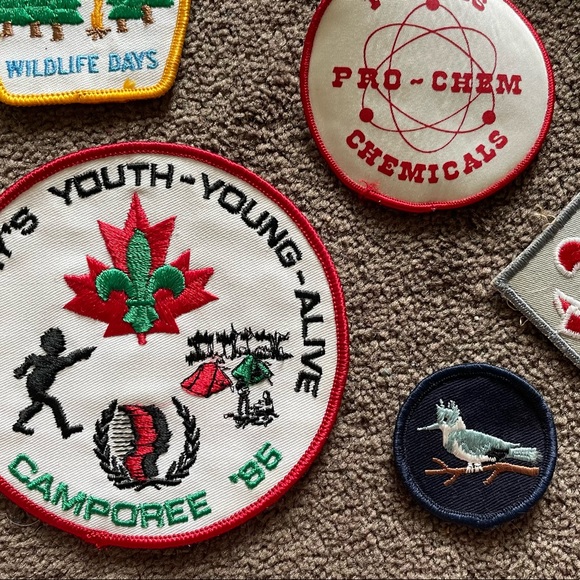 WILDLIFE DAYS
PRO-CHEM
CHEMICALS
YOUTH-YOUNG-ALIVE
CAMPOREE '85